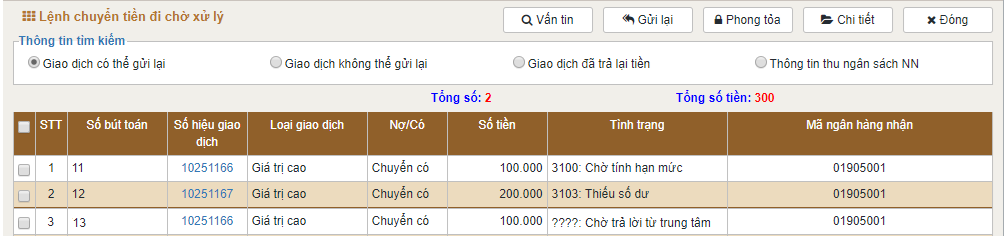 Lệnh chuyển tiền đi chờ xử lý
Vấn tin Gửi lại Phong tỏa Chi tiết Đóng
Thông tin tìm kiếm
Giao dịch có thể gửi lại Giao dịch không thể gửi lại Giao dịch đã trả lại tiền Thông tin thu ngân sách NN
Tổng số: 2 Tổng số tiền: 300
STT Số bút toán Số hiệu giao dịch Loại giao dịch Nợ/Có Số tiền Tình trạng Mã ngân hàng nhận
1 11 10251166 Giá trị cao Chuyển có 100.000 3100: Chờ tính hạn mức 01905001
2 12 10251167 Giá trị cao Chuyển có 200.000 3103: Thiếu số dư 01905001
3 13 10251166 Giá trị cao Chuyển có 100.000 ????: Chờ trả lời từ trung tâm 01905001